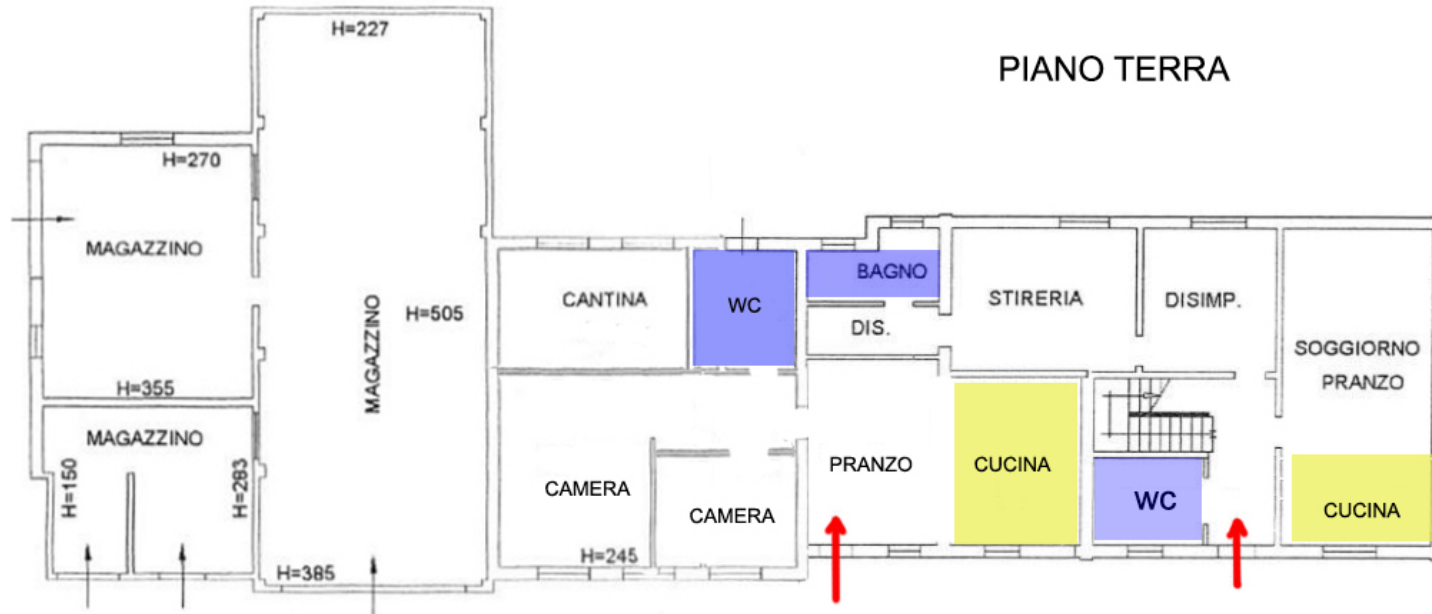 PIANO TERRA
H=227
H=270
MAGAZZINO
H=355
MAGAZZINO
H=150
H=283
MAGAZZINO
H=505
H=385
CANTINA
WC
BAGNO
DIS.
STIRERIA
DISIMP.
SOGGIORNO
PRANZO
CAMERA
CAMERA
H=245
PRANZO
CUCINA
WC
CUCINA